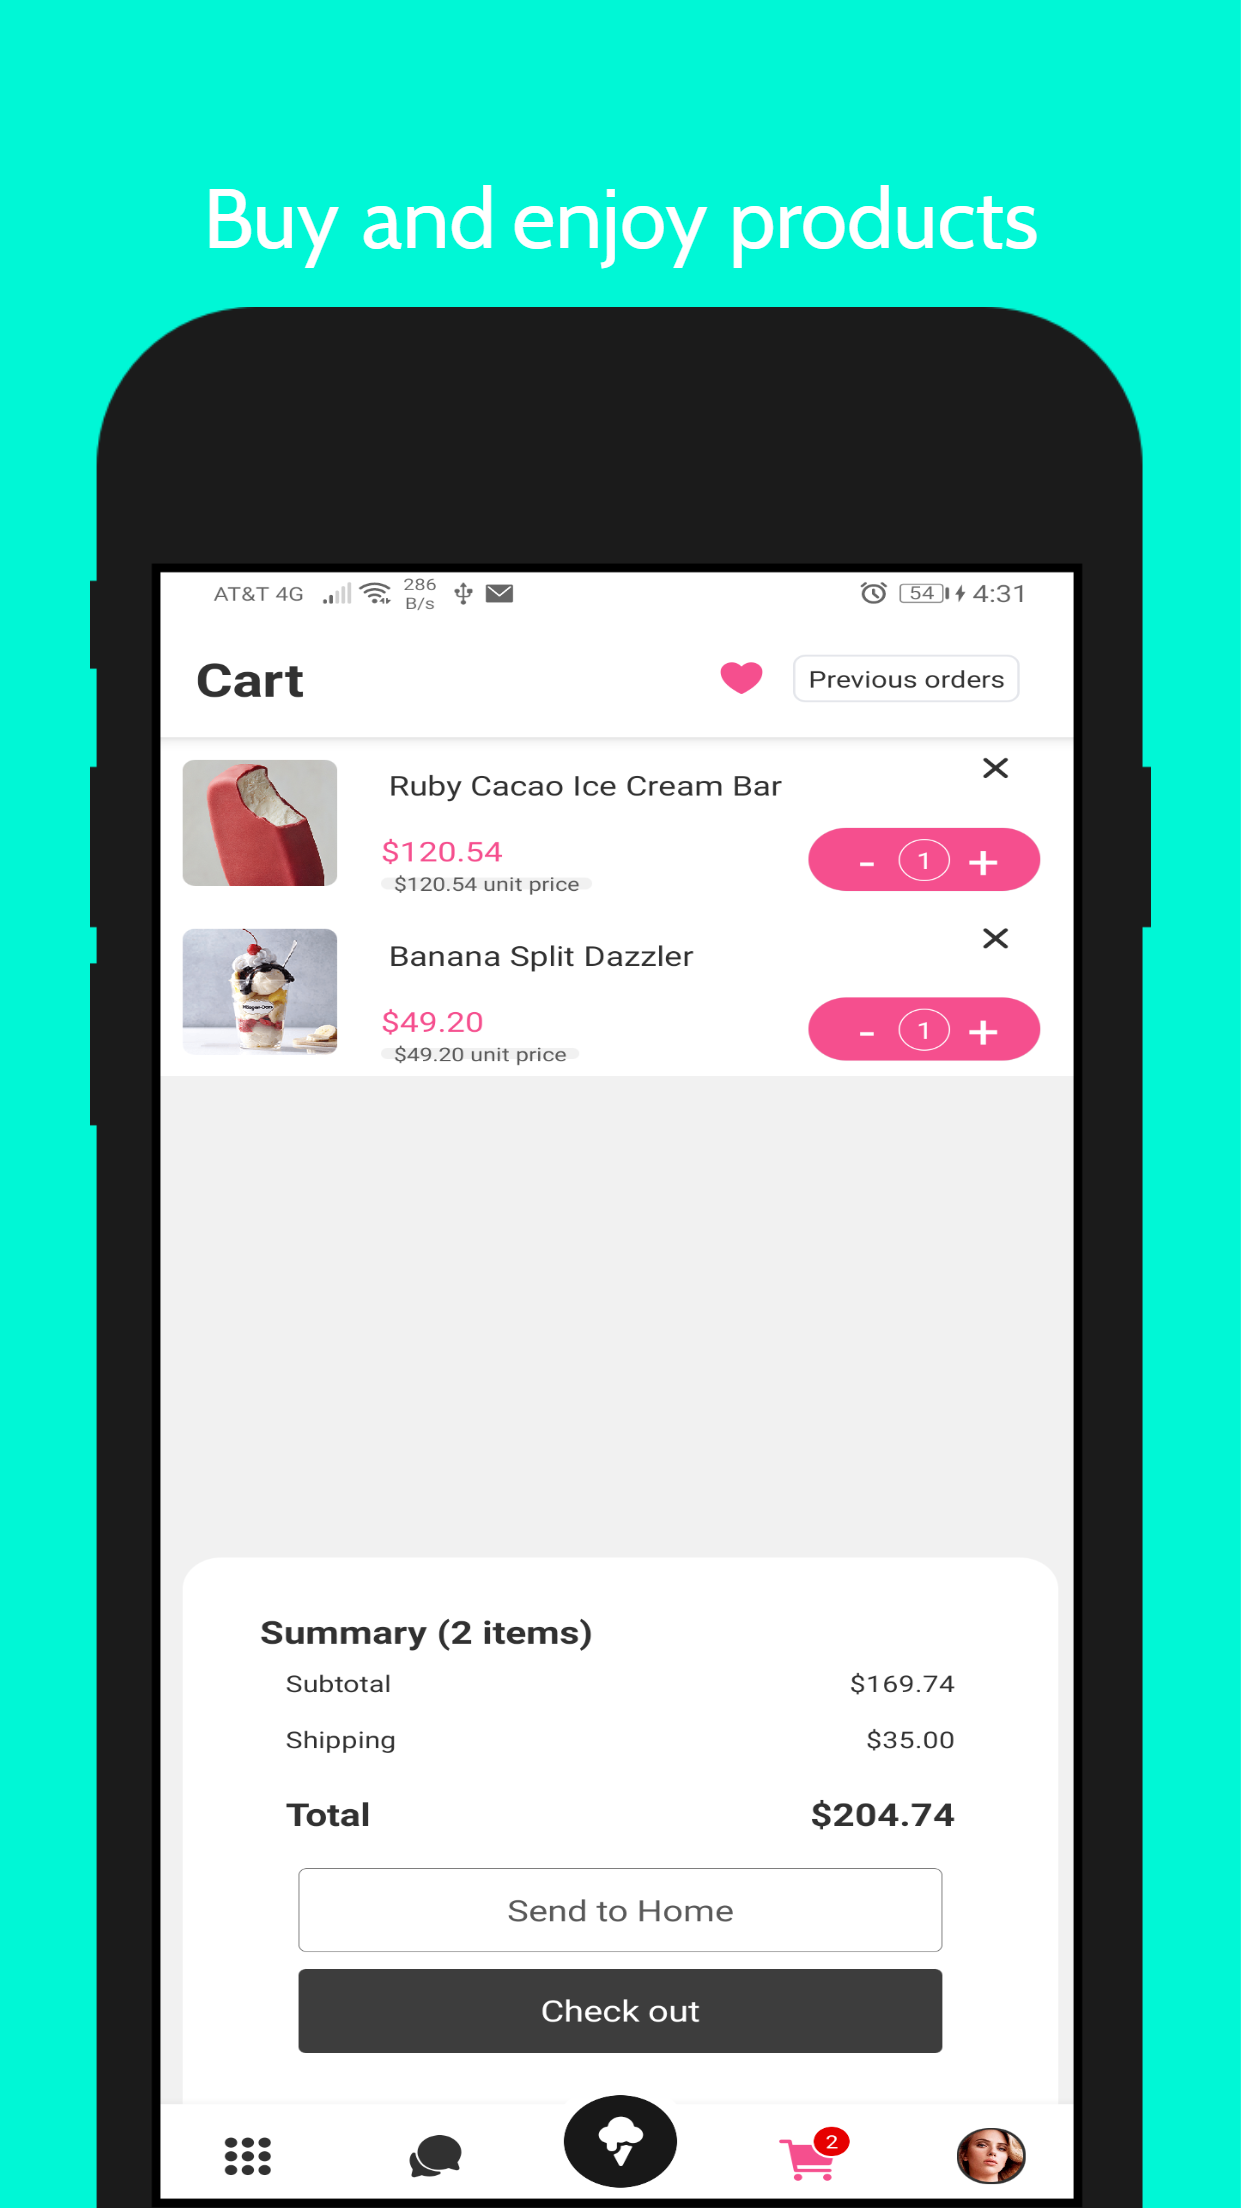 Buy and enjoy products
AT&T 4G 286 B/s 54 4:31
Cart Previous orders
Ruby Cacao Ice Cream Bar
$120.54 - 1 +
$120.54 unit price
Banana Split Dazzler
$49.20 - 1 +
$49.20 unit price
Summary (2 items)
Subtotal $169.74
Shipping $35.00
Total $204.74
Send to Home
Check out
2